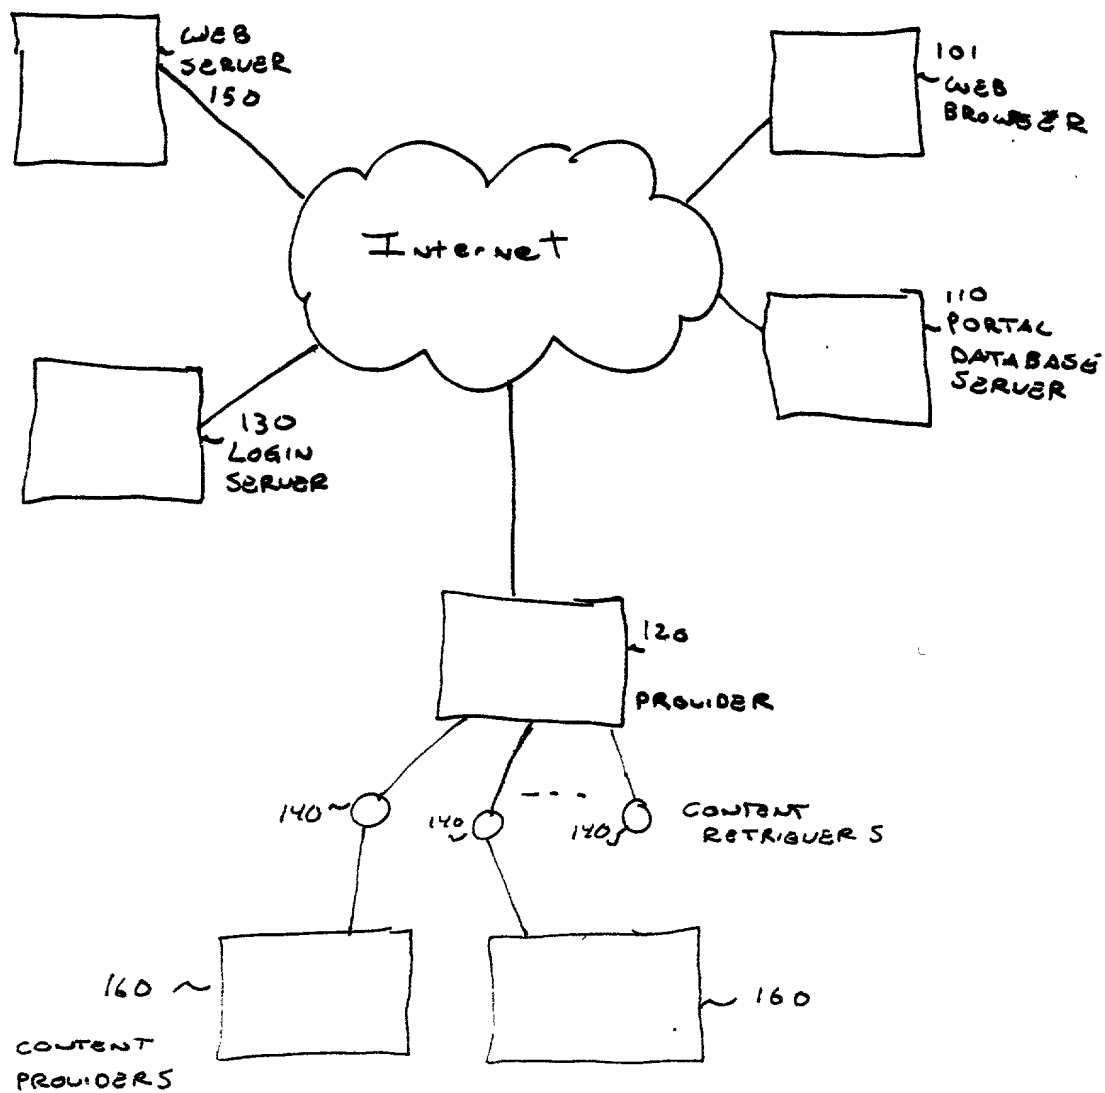 WEB
SERVER
150
101
WEB
BROWSER
Internet
110
PORTAL
DATABASE
SERVER
130
LOGIN
SERVER
120
PROVIDER
140
140
140
CONTENT
RETRIEVERS
160
160
CONTENT
PROVIDERS